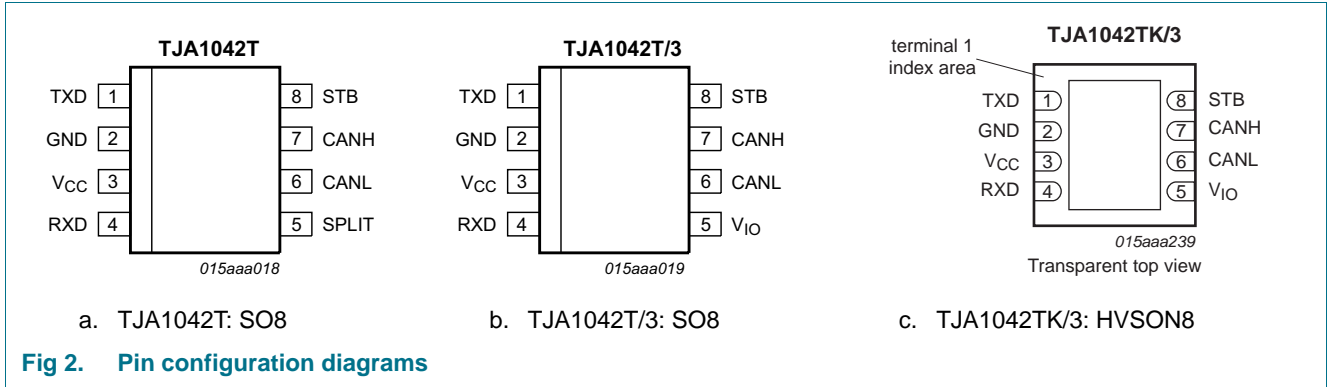 TJA1042T
TXD 1
GND 2
VCC 3
RXD 4
8 STB
7 CANH
6 CANL
5 SPLIT
015aaa018
a. TJA1042T: SO8
TJA1042T/3
TXD 1
GND 2
VCC 3
RXD 4
8 STB
7 CANH
6 CANL
5 VIO
015aaa019
b. TJA1042T/3: SO8
TJA1042TK/3
terminal 1
index area
TXD 1
GND 2
VCC 3
RXD 4
8 STB
7 CANH
6 CANL
5 VIO
015aaa239
Transparent top view
c. TJA1042TK/3: HVSON8
Fig 2. Pin configuration diagrams